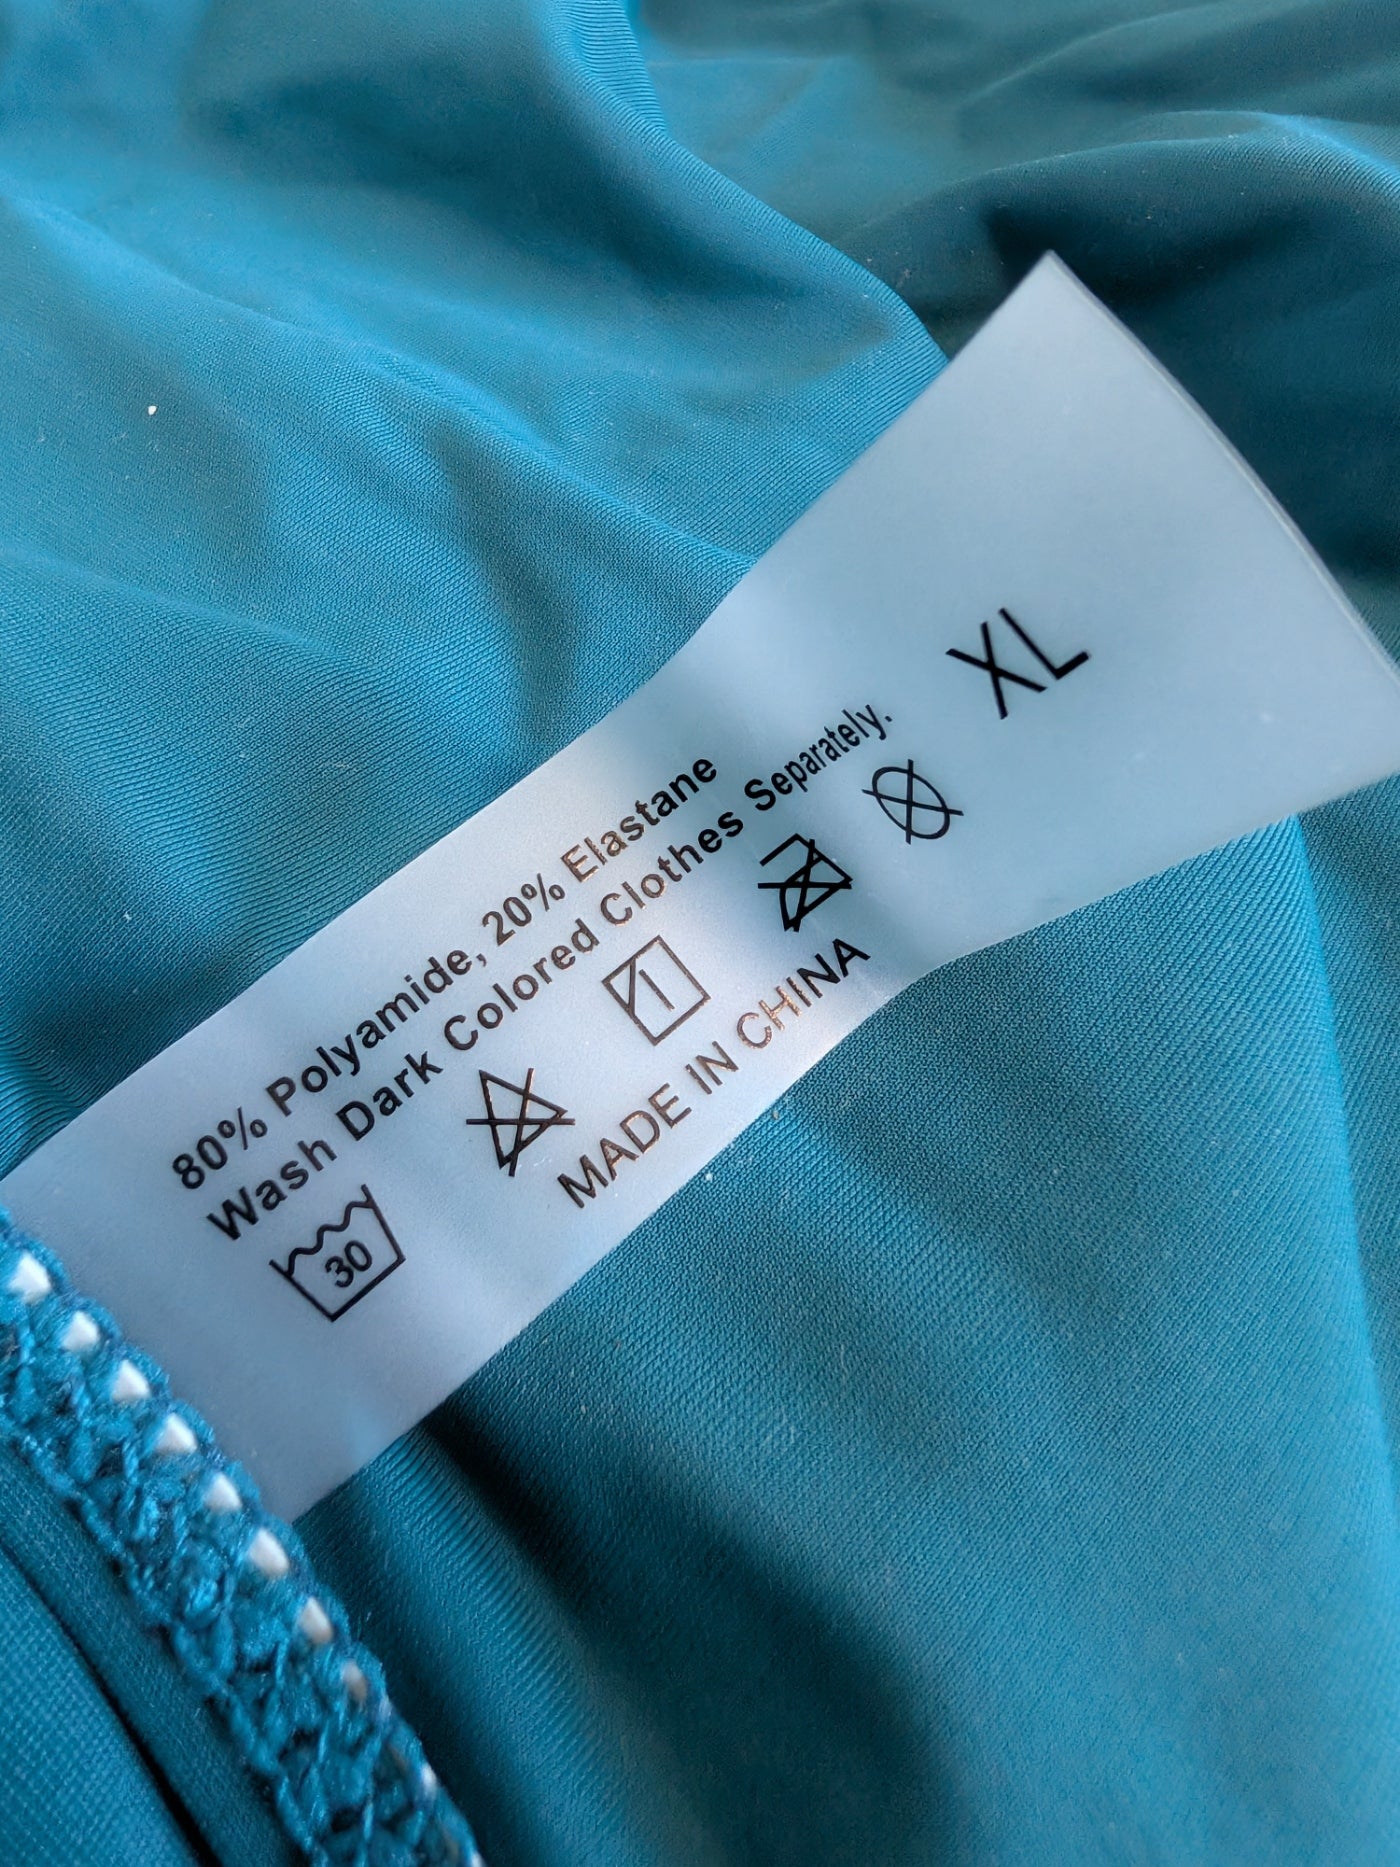 80% Polyamide, 20% Elastane
Wash Dark Colored Clothes Separately.
30
MADE IN CHINA
XL